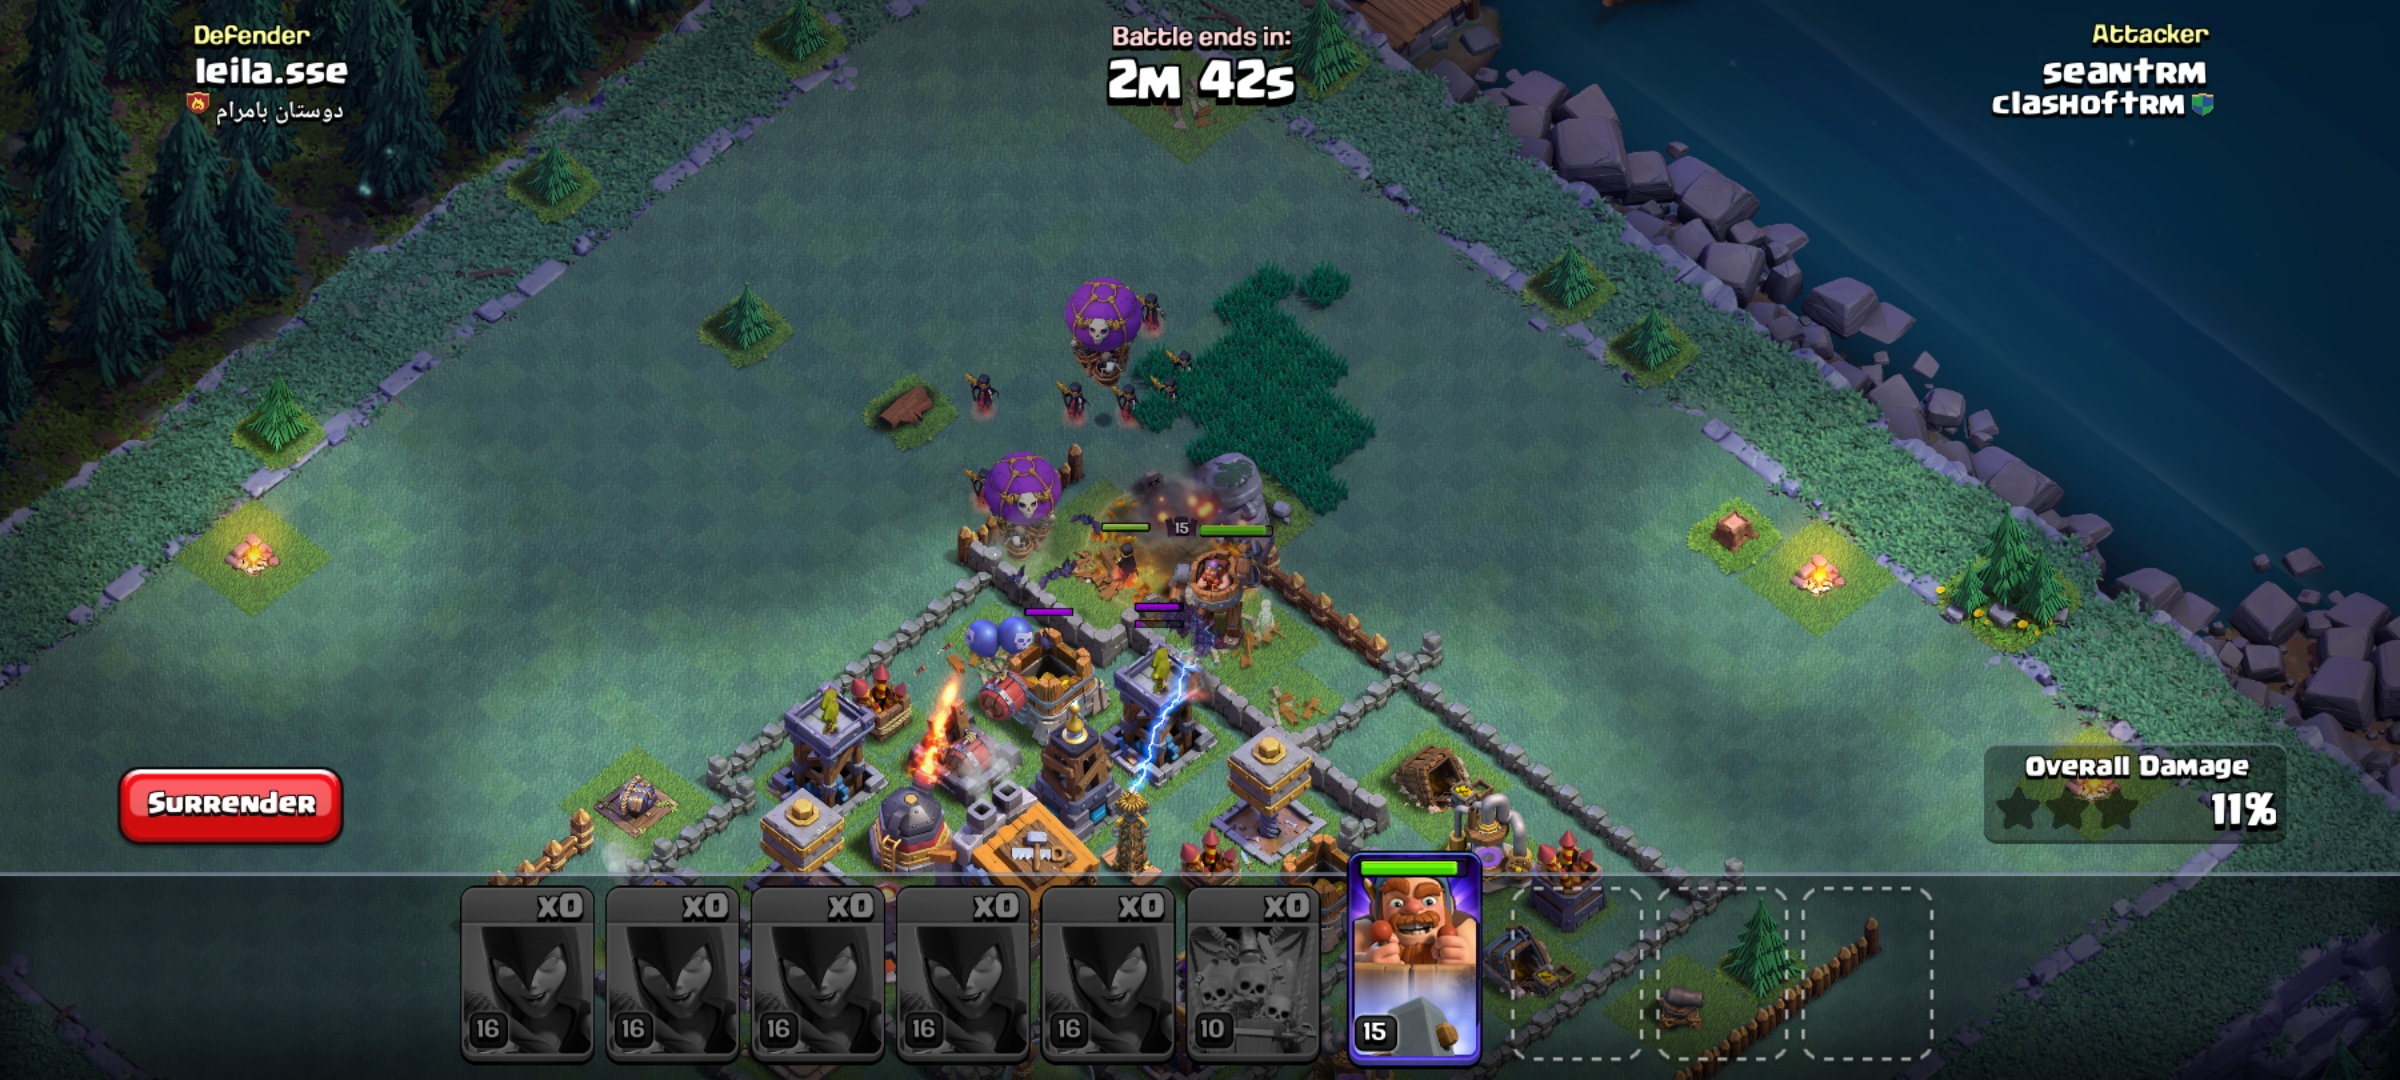 Defender
leila.sse
دوستان بامرام
Battle ends in:
2M 42S
Attacker
seantRM
clashoftRM
15
Surrender
Overall Damage
11%
x0
x0
x0
x0
x0
x0
16
16
16
16
16
10
15